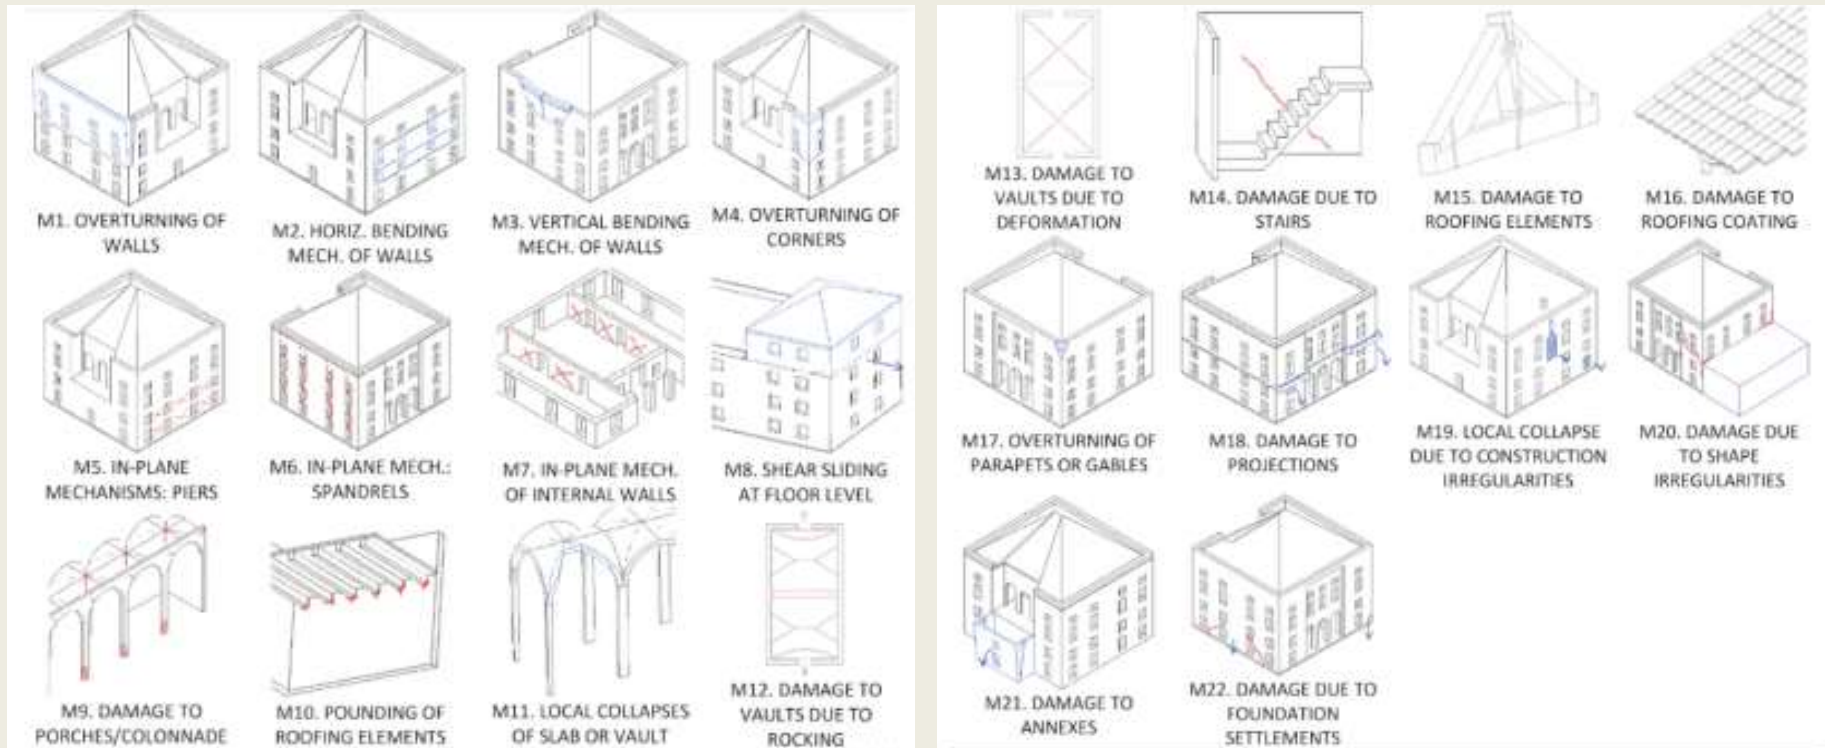 M1. OVERTURNING OF
WALLS
M2. HORIZ. BENDING
MECH. OF WALLS
M3. VERTICAL BENDING
MECH. OF WALLS
M4. OVERTURNING OF
CORNERS
M5. IN-PLANE
MECHANISMS: PIERS
M6. IN-PLANE MECH.:
SPANDRELS
M7. IN-PLANE MECH.
OF INTERNAL WALLS
M8. SHEAR SLIDING
AT FLOOR LEVEL
M9. DAMAGE TO
PORCHES/COLONNADE
M10. POUNDING OF
ROOFING ELEMENTS
M11. LOCAL COLLAPSES
OF SLAB OR VAULT
M12. DAMAGE TO
VAULTS DUE TO
ROCKING
M13. DAMAGE TO
VAULTS DUE TO
DEFORMATION
M14. DAMAGE DUE TO
STAIRS
M15. DAMAGE TO
ROOFING ELEMENTS
M16. DAMAGE TO
ROOFING COATING
M17. OVERTURNING OF
PARAPETS OR GABLES
M18. DAMAGE TO
PROJECTIONS
M19. LOCAL COLLAPSE
DUE TO CONSTRUCTION
IRREGULARITIES
M20. DAMAGE DUE
TO SHAPE
IRREGULARITIES
M21. DAMAGE TO
ANNEXES
M22. DAMAGE DUE TO
FOUNDATION
SETTLEMENTS